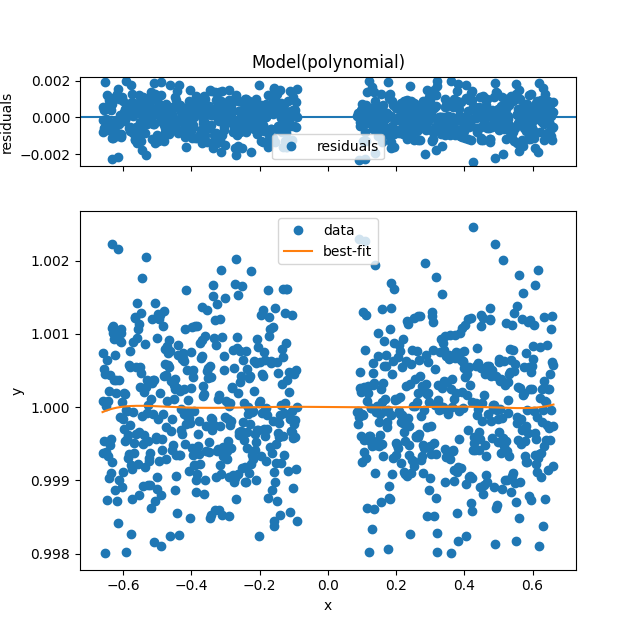 Model(polynomial)
0.002
0.000
−0.002
residuals
residuals
data
best-fit
1.002
1.001
1.000
0.999
0.998
y
−0.6 −0.4 −0.2 0.0 0.2 0.4 0.6
x